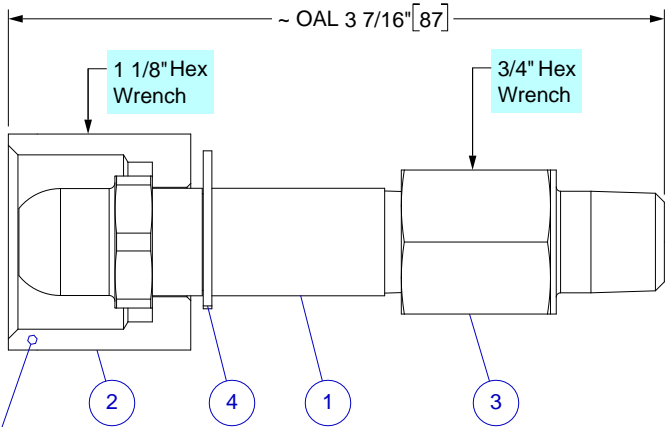 ~ OAL 3 7/16" [87]
1 1/8" Hex
Wrench
3/4" Hex
Wrench
2
4
1
3